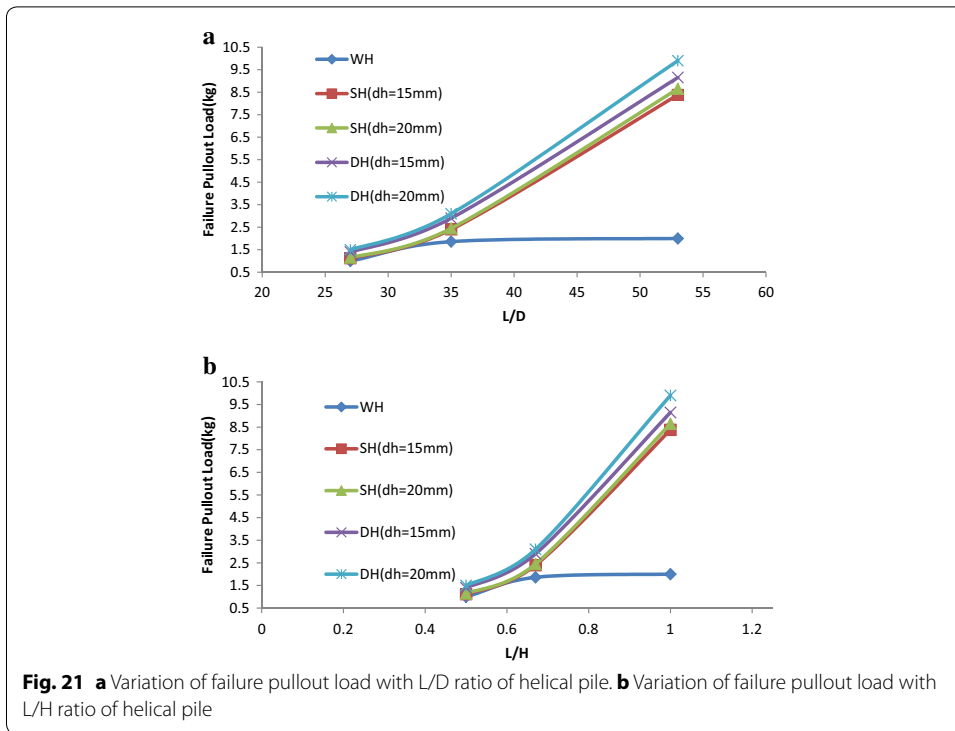 a
10.5
9.5
8.5
7.5
6.5
5.5
4.5
3.5
2.5
1.5
0.5
Failure Pullout Load(kg)
WH
SH(dh=15mm)
SH(dh=20mm)
DH(dh=15mm)
DH(dh=20mm)
20 25 30 35 40 45 50 55 60
L/D
b
10.5
9.5
8.5
7.5
6.5
5.5
4.5
3.5
2.5
1.5
0.5
Failure Pullout Load(kg)
WH
SH(dh=15mm)
SH(dh=20mm)
DH(dh=15mm)
DH(dh=20mm)
0 0.2 0.4 0.6 0.8 1 1.2
L/H
Fig. 21 a Variation of failure pullout load with L/D ratio of helical pile. b Variation of failure pullout load with
L/H ratio of helical pile